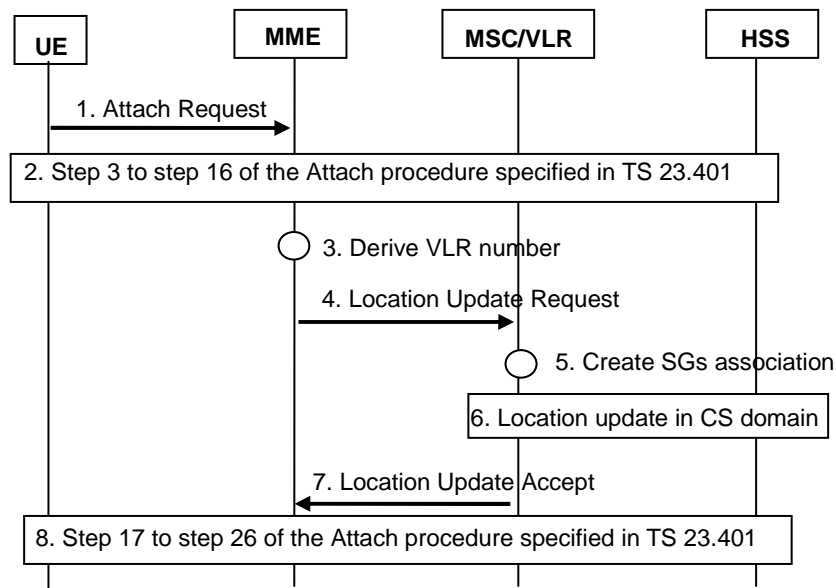 UE
MME
MSC/VLR
HSS
1. Attach Request
2. Step 3 to step 16 of the Attach procedure specified in TS 23.401
3. Derive VLR number
4. Location Update Request
5. Create SGs association
6. Location update in CS domain
7. Location Update Accept
8. Step 17 to step 26 of the Attach procedure specified in TS 23.401